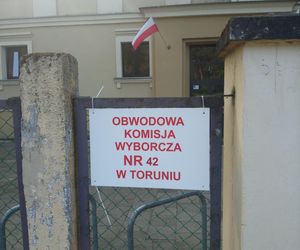 OBWODOWA
KOMISJA
WYBORCZA
NR 42
W TORUNIU